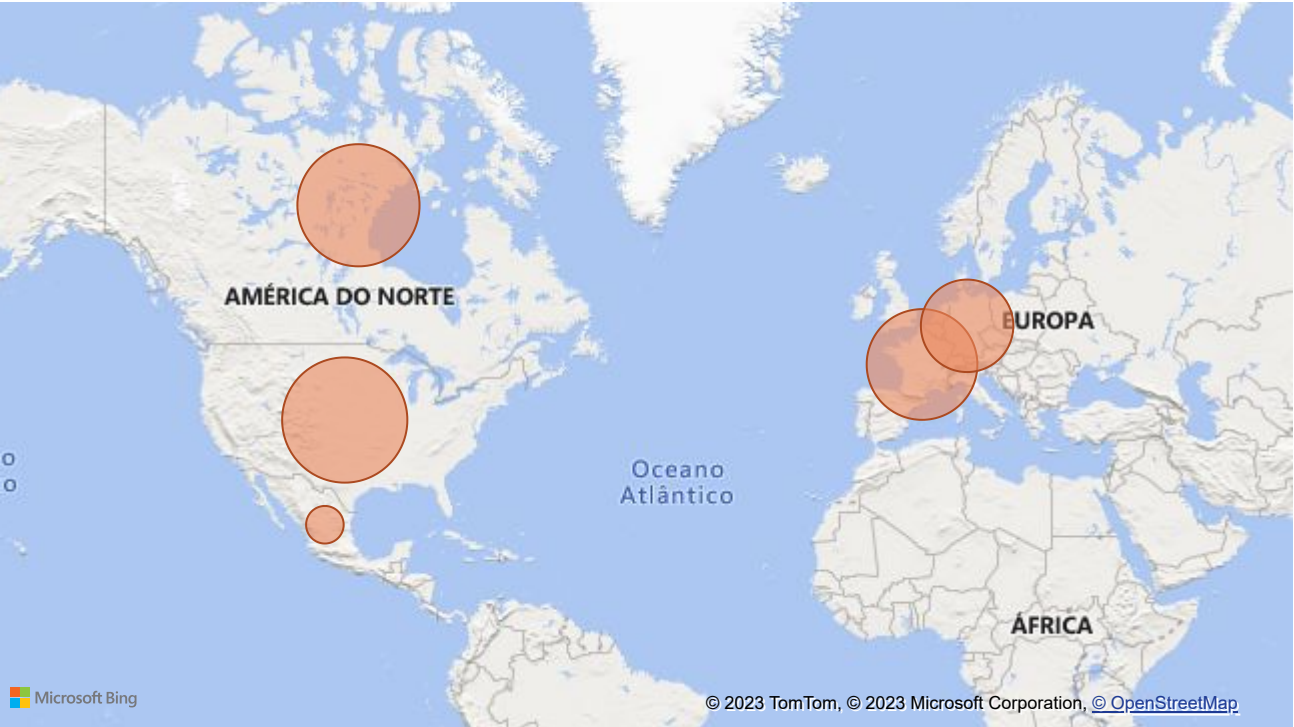 AMÉRICA DO NORTE
EUROPA
o
o
Oceano
Atlântico
ÁFRICA
Microsoft Bing
© 2023 TomTom, © 2023 Microsoft Corporation, © OpenStreetMap